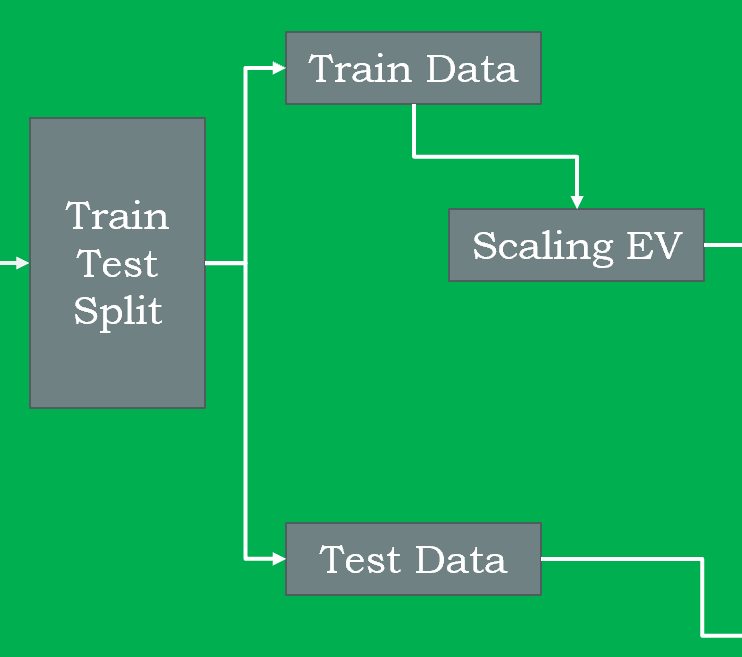 Train Data
Train
Test
Split
Scaling EV
Test Data